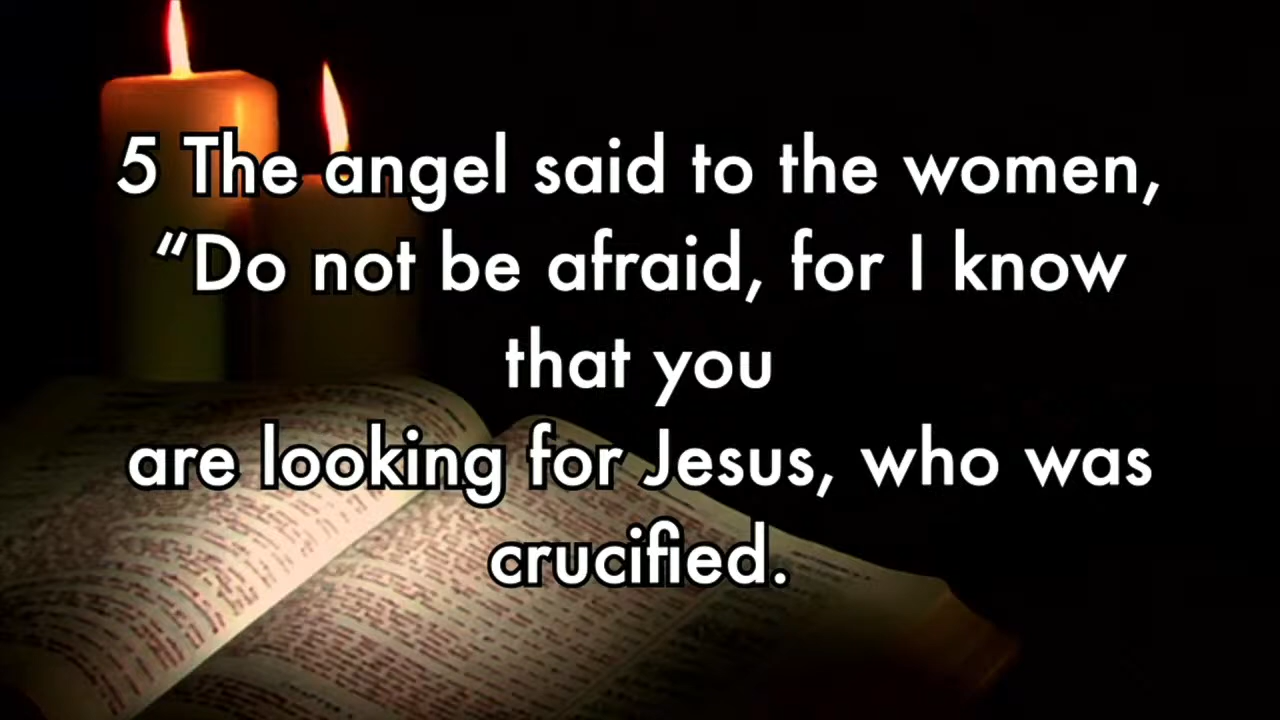 5 The angel said to the women,
“Do not be afraid, for I know
that you
are looking for Jesus, who was
crucified.